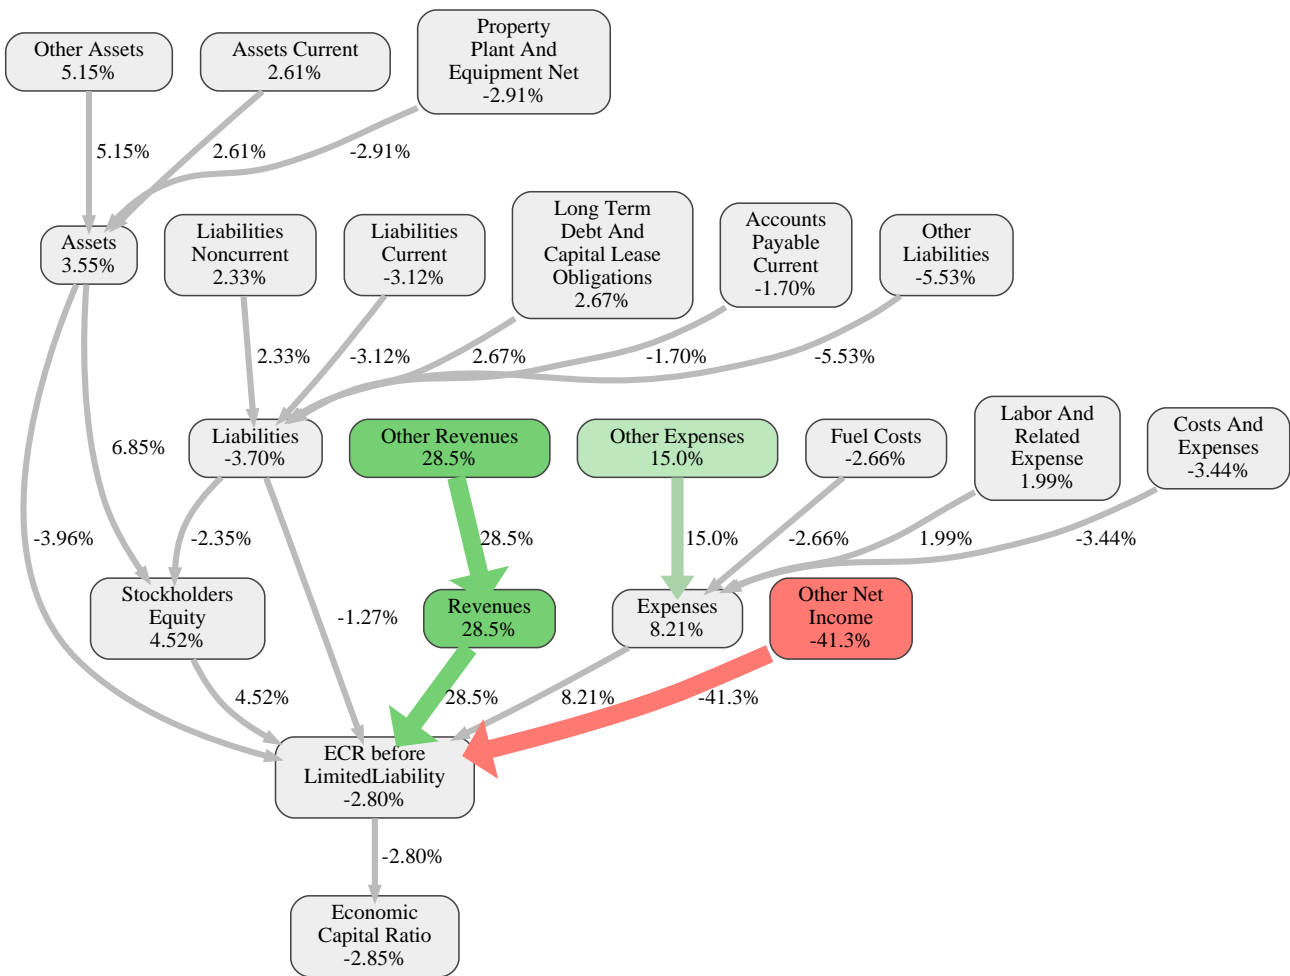 Other Assets
5.15%
Assets Current
2.61%
Property
Plant And
Equipment Net
-2.91%
5.15%
2.61%
-2.91%
Assets
3.55%
Liabilities
Noncurrent
2.33%
Liabilities
Current
-3.12%
Long Term
Debt And
Capital Lease
Obligations
2.67%
Accounts
Payable
Current
-1.70%
Other
Liabilities
-5.53%
2.33%
-3.12%
2.67%
-1.70%
-5.53%
Liabilities
-3.70%
Other Revenues
28.5%
Other Expenses
15.0%
Fuel Costs
-2.66%
Labor And
Related
Expense
1.99%
Costs And
Expenses
-3.44%
6.85%
-3.96%
-2.35%
28.5%
15.0%
-2.66%
1.99%
-3.44%
Stockholders
Equity
4.52%
-1.27%
Revenues
28.5%
Expenses
8.21%
Other Net
Income
-41.3%
4.52%
28.5%
8.21%
-41.3%
ECR before
LimitedLiability
-2.80%
-2.80%
Economic
Capital Ratio
-2.85%